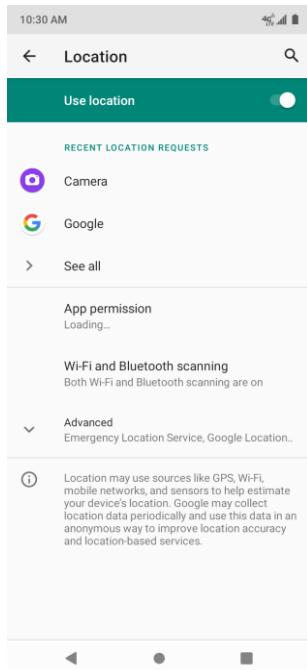 10:30 AM
Location
Use location
RECENT LOCATION REQUESTS
Camera
Google
See all
App permission
Loading...
Wi-Fi and Bluetooth scanning
Both Wi-Fi and Bluetooth scanning are on
Advanced
Emergency Location Service, Google Location..
Location may use sources like GPS, Wi-Fi,
mobile networks, and sensors to help estimate
your device's location. Google may collect
location data periodically and use this data in an
anonymous way to improve location accuracy
and location-based services.